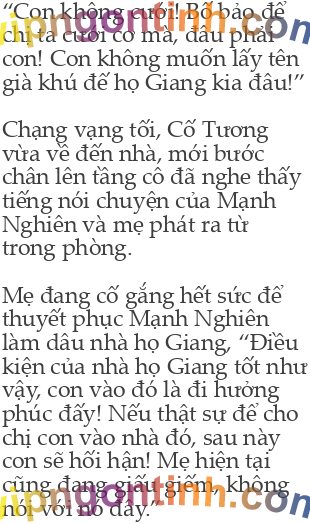 “Con không cưới! Bố bảo để
chị ta cưới cơ mà, đâu phải
con! Con không muốn lấy tên
già khú đế họ Giang kia đâu!”
Chạng vạng tối, Cố Tương
vừa về đến nhà, mới bước
chân lên tầng cô đã nghe thấy
tiếng nói chuyện của Mạnh
Nghiên và mẹ phát ra từ
trong phòng.
Mẹ đang cố gắng hết sức để
thuyết phục Mạnh Nghiên
làm dâu nhà họ Giang, “Điều
kiện của nhà họ Giang tốt như
vậy, con vào đó là đi hưởng
phúc đấy! Nếu thật sự để cho
chị con vào nhà đó, sau này
con sẽ hối hận! Mẹ hiện tại
cũng đang giấu giếm, không
nói với nó đây.”
vipngontinh.com
vipngontinh.com